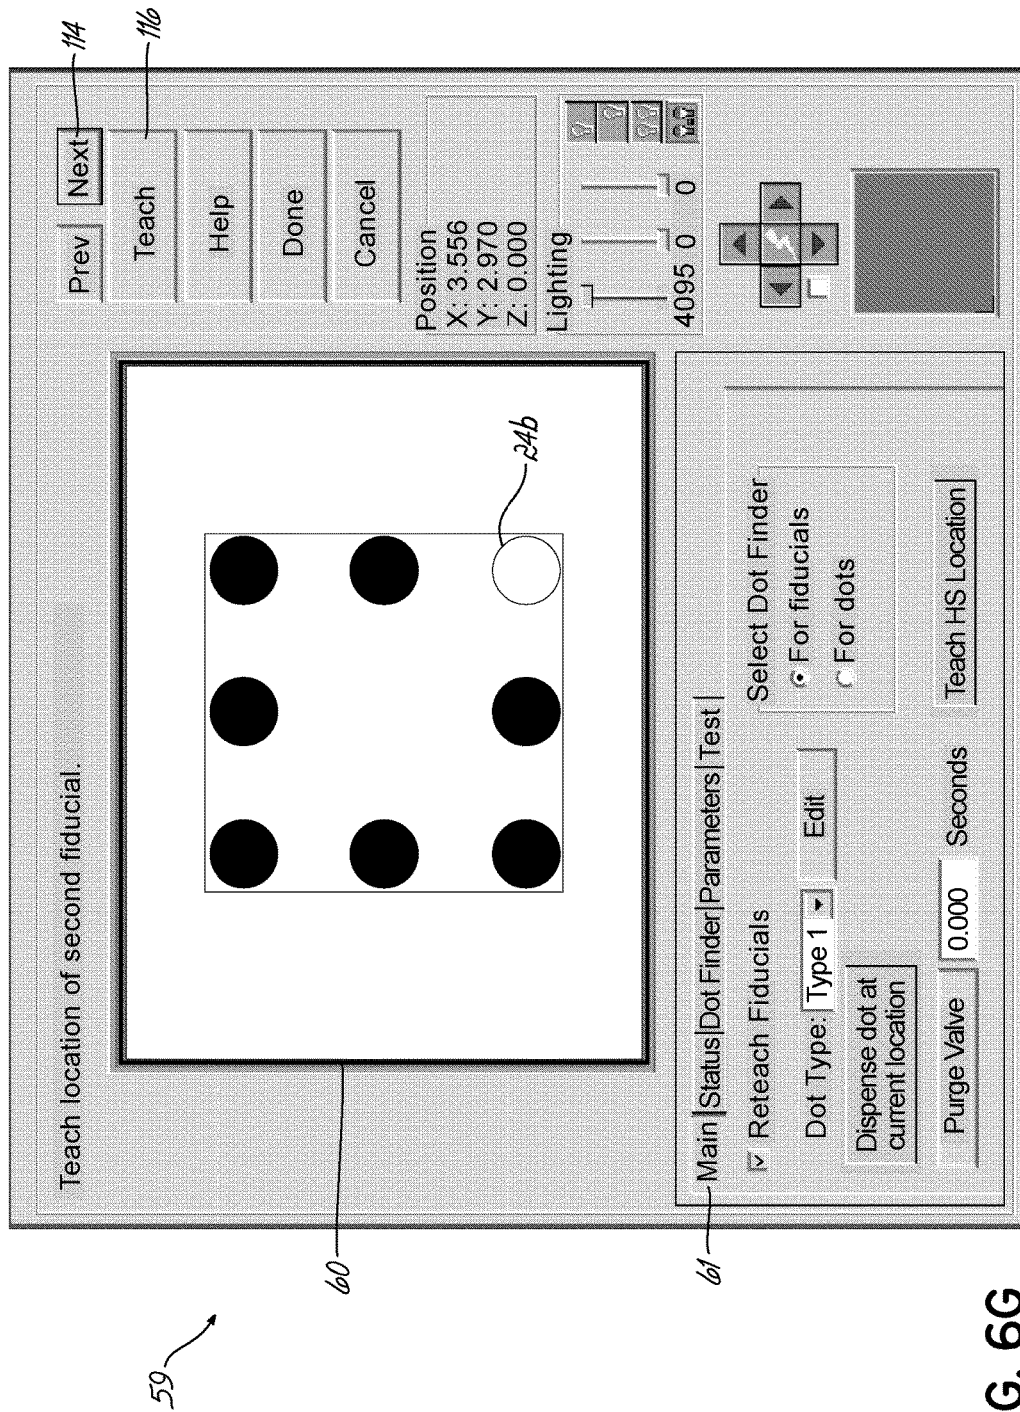 Teach location of second fiducial.
Prev
Next
Teach
Help
Done
Cancel
Position
X: 3.556
Y: 2.970
Z: 0.000
Lighting
4095 0 0
Main Status Dot Finder Parameters Test
Reteach Fiducials
Dot Type: Type 1
Edit
Dispense dot at
current location
Purge Valve
0.000 Seconds
Select Dot Finder
For fiducials
For dots
Teach HS Location
59
60
61
24b
114
116
G. 6G